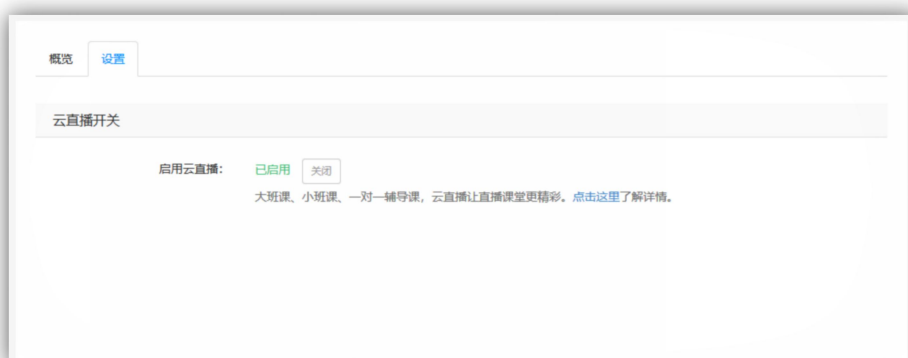 概览 设置
云直播开关
启用云直播： 已启用 关闭
大班课、小班课、一对一辅导课，云直播让直播课堂更精彩。点击这里了解详情。